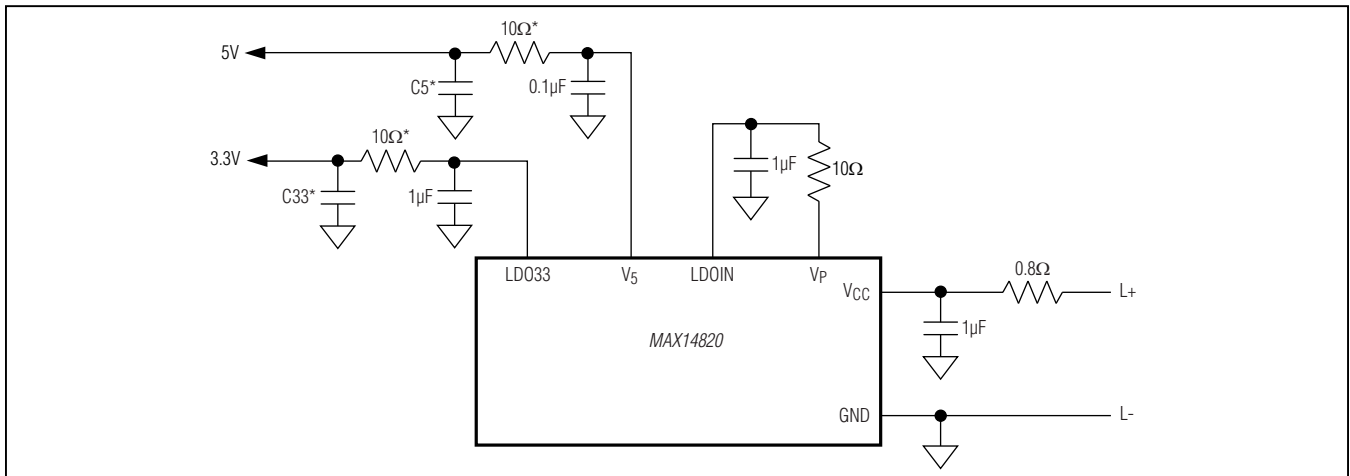 10Ω*
5V
C5*
0.1µF
10Ω*
3.3V
C33*
1µF
1µF
10Ω
LDO33
V5
LDOIN
VP
VCC
0.8Ω
L+
1µF
MAX14820
GND
L-